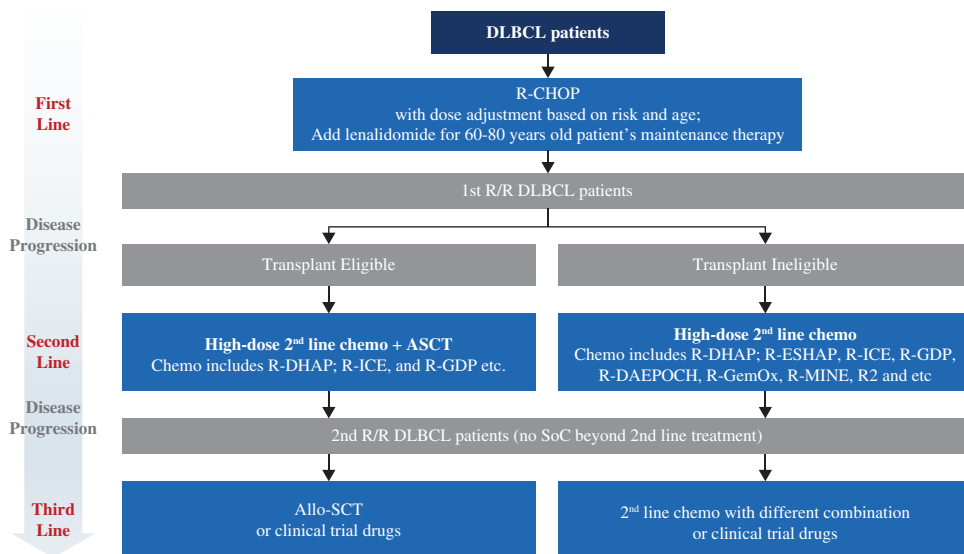 DLBCL patients
First
Line
R-CHOP
with dose adjustment based on risk and age;
Add lenalidomide for 60-80 years old patient's maintenance therapy
1st R/R DLBCL patients
Disease
Progression
Transplant Eligible
Transplant Ineligible
Second
Line
High-dose 2nd line chemo + ASCT
Chemo includes R-DHAP; R-ICE, and R-GDP etc.
High-dose 2nd line chemo
Chemo includes R-DHAP; R-ESHAP, R-ICE, R-GDP,
R-DAEPOCH, R-GemOx, R-MINE, R2 and etc
Disease
Progression
2nd R/R DLBCL patients (no SoC beyond 2nd line treatment)
Third
Line
Allo-SCT
or clinical trial drugs
2nd line chemo with different combination
or clinical trial drugs